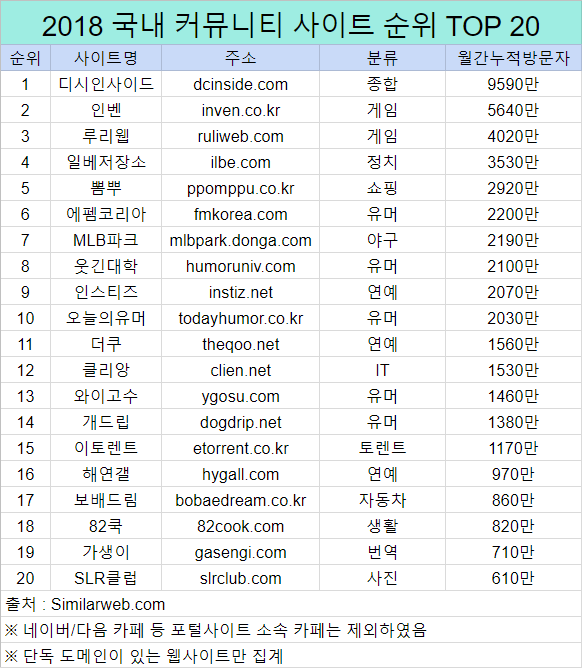 2018 국내 커뮤니티 사이트 순위 TOP 20
순위 사이트명 주소 분류 월간누적방문자
1 디시인사이드 dcinside.com 종합 9590만
2 인벤 inven.co.kr 게임 5640만
3 루리웹 ruliweb.com 게임 4020만
4 일베저장소 ilbe.com 정치 3530만
5 뽐뿌 ppomppu.co.kr 쇼핑 2920만
6 에펨코리아 fmkorea.com 유머 2200만
7 MLB파크 mlbpark.donga.com 야구 2190만
8 웃긴대학 humoruniv.com 유머 2100만
9 인스티즈 instiz.net 연예 2070만
10 오늘의유머 todayhumor.co.kr 유머 2030만
11 더쿠 theqoo.net 연예 1560만
12 클리앙 clien.net IT 1530만
13 와이고수 ygosu.com 유머 1460만
14 개드립 dogdrip.net 유머 1380만
15 이토렌트 etorrent.co.kr 토렌트 1170만
16 해연갤 hygall.com 연예 970만
17 보배드림 bobaedream.co.kr 자동차 860만
18 82쿡 82cook.com 생활 820만
19 가생이 gasengi.com 번역 710만
20 SLR클럽 slrclub.com 사진 610만
출처 : Similarweb.com
※ 네이버/다음 카페 등 포털사이트 소속 카페는 제외하였음
※ 단독 도메인이 있는 웹사이트만 집계